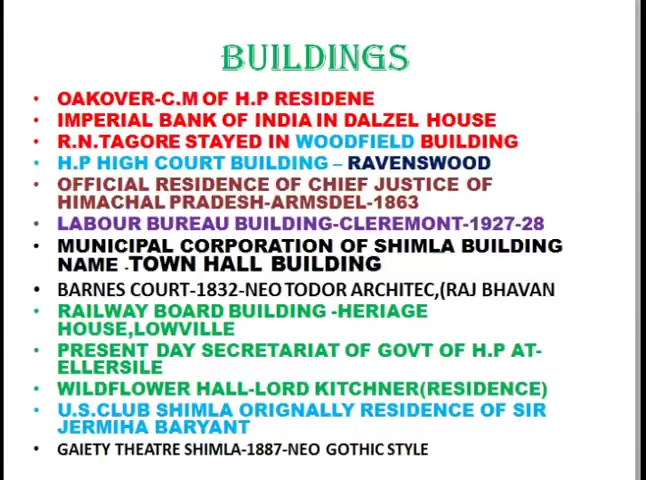 BUILDINGS
• OAKOVER-C.M OF H.P RESIDENE
• IMPERIAL BANK OF INDIA IN DALZEL HOUSE
• R.N.TAGORE STAYED IN WOODFIELD BUILDING
• H.P HIGH COURT BUILDING – RAVENSWOOD
• OFFICIAL RESIDENCE OF CHIEF JUSTICE OF
HIMACHAL PRADESH-ARMSDEL-1863
• LABOUR BUREAU BUILDING-CLEREMONT-1927-28
• MUNICIPAL CORPORATION OF SHIMLA BUILDING
NAME -TOWN HALL BUILDING
• BARNES COURT-1832-NEO TODOR ARCHITEC,(RAJ BHAVAN
• RAILWAY BOARD BUILDING -HERIAGE
HOUSE,LOWVILLE
• PRESENT DAY SECRETARIAT OF GOVT OF H.P AT-
ELLERSILE
• WILDFLOWER HALL-LORD KITCHNER(RESIDENCE)
• U.S.CLUB SHIMLA ORIGNALLY RESIDENCE OF SIR
JERMIHA BARYANT
• GAIETY THEATRE SHIMLA-1887-NEO GOTHIC STYLE